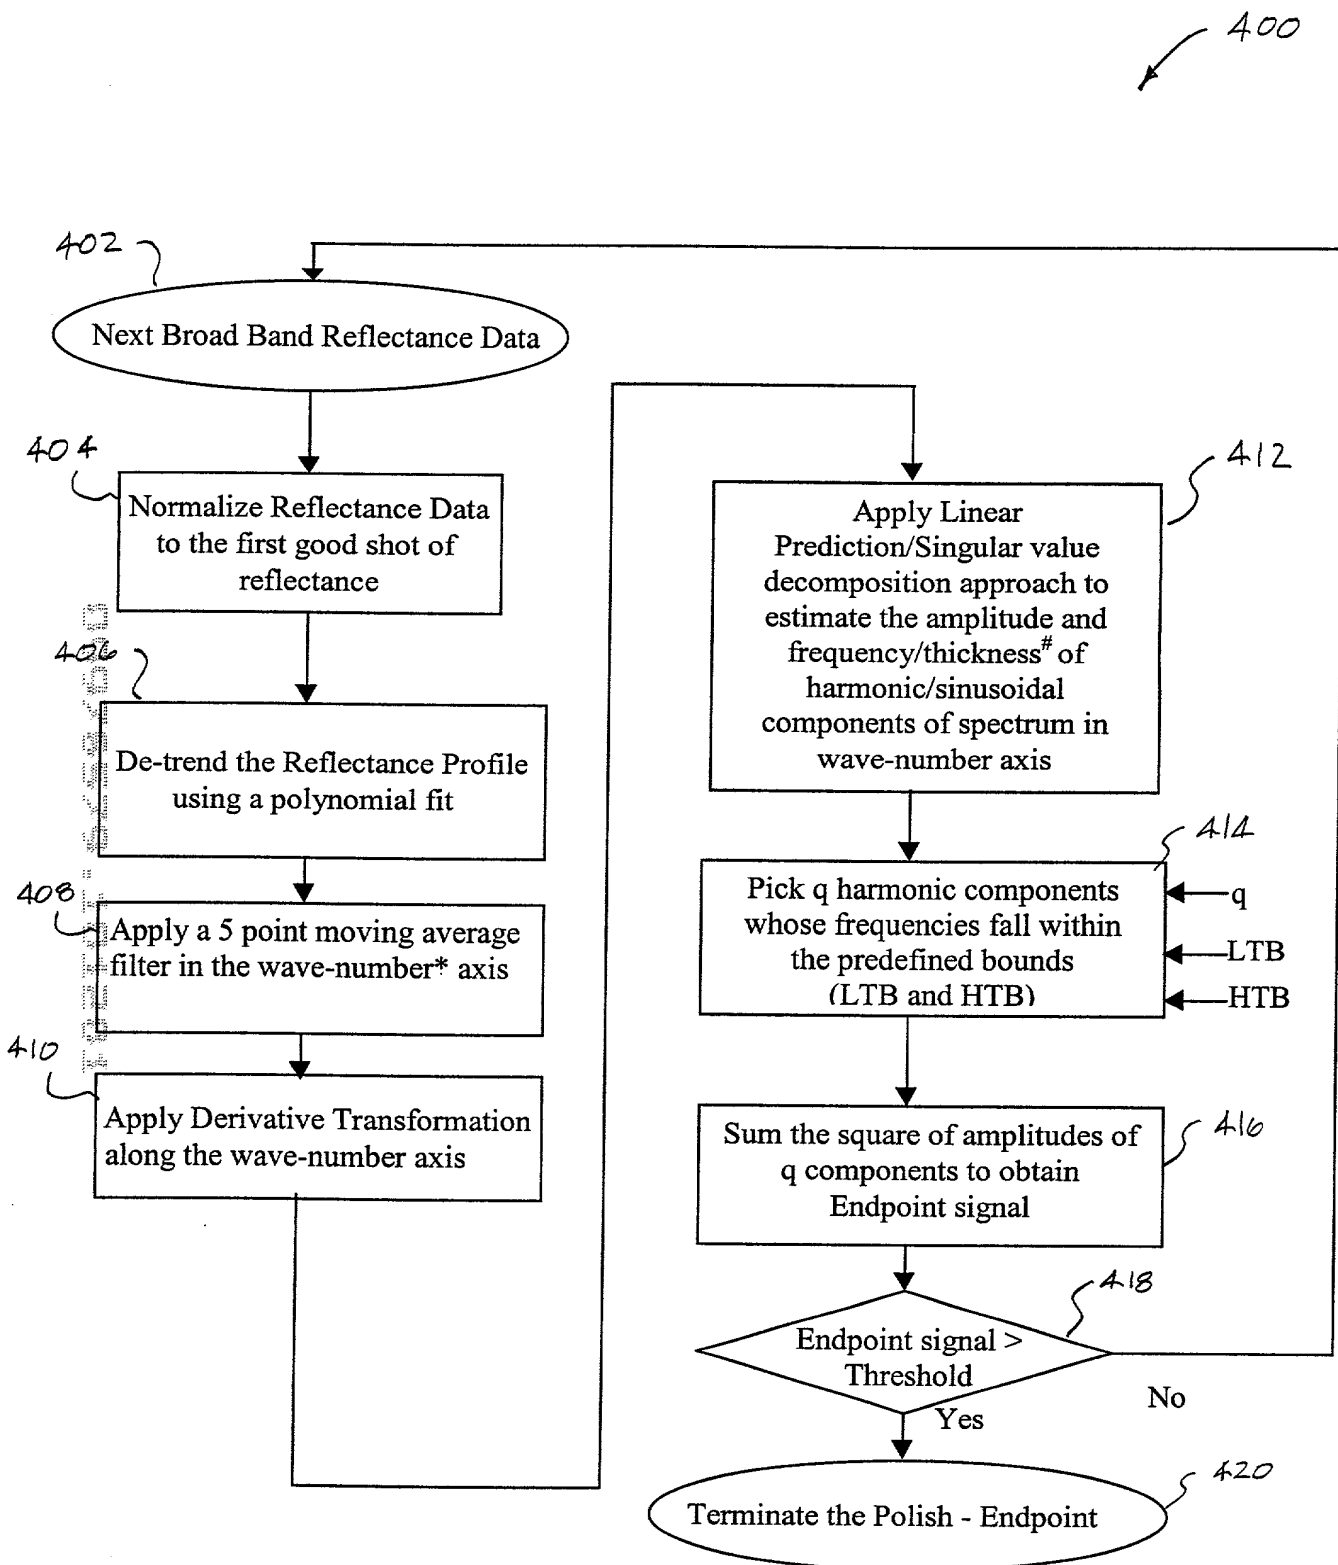 400
402
Next Broad Band Reflectance Data
404
Normalize Reflectance Data
to the first good shot of
reflectance
406
De-trend the Reflectance Profile
using a polynomial fit
408
Apply a 5 point moving average
filter in the wave-number* axis
410
Apply Derivative Transformation
along the wave-number axis
412
Apply Linear
Prediction/Singular value
decomposition approach to
estimate the amplitude and
frequency/thickness# of
harmonic/sinusoidal
components of spectrum in
wave-number axis
414
Pick q harmonic components
whose frequencies fall within
the predefined bounds
(LTB and HTB)
q
LTB
HTB
416
Sum the square of amplitudes of
q components to obtain
Endpoint signal
418
Endpoint signal >
Threshold
No
Yes
420
Terminate the Polish - Endpoint